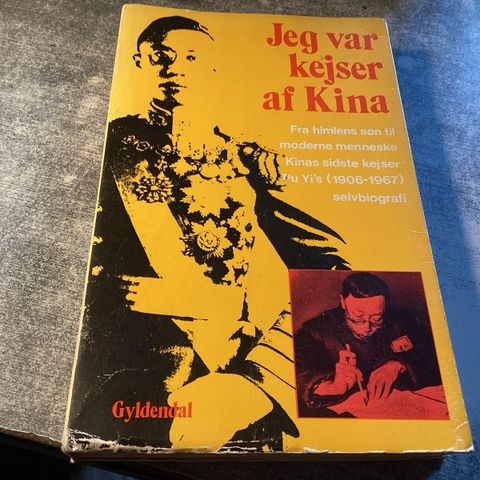 Jeg var
kejser
af Kina
Fra himlens søn til
moderne menneske
Kinas sidste kejser
Pu Yi's (1906-1967)
selvbiografi
Gyldendal